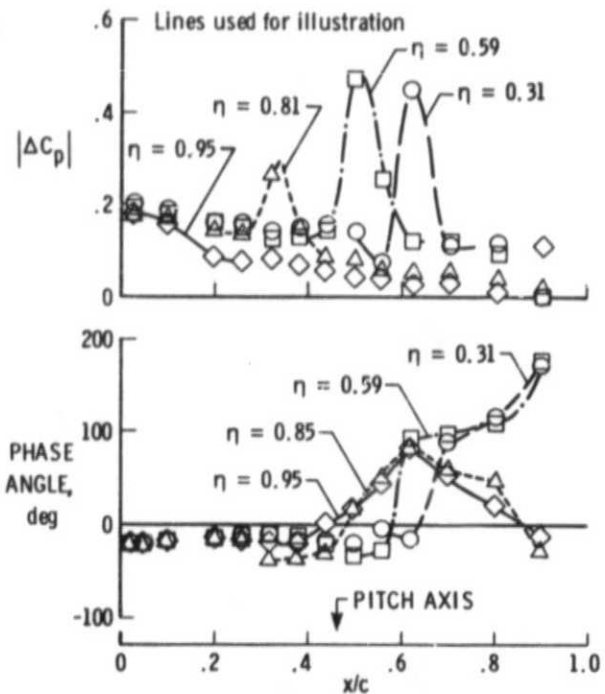 Lines used for illustration
.6
.4
.2
0
|ΔCp|
η = 0.59
η = 0.81
η = 0.31
η = 0.95
200
100
0
-100
PHASE
ANGLE,
deg
η = 0.31
η = 0.59
η = 0.85
η = 0.95
PITCH AXIS
0 .2 .4 .6 .8 1.0
x/c